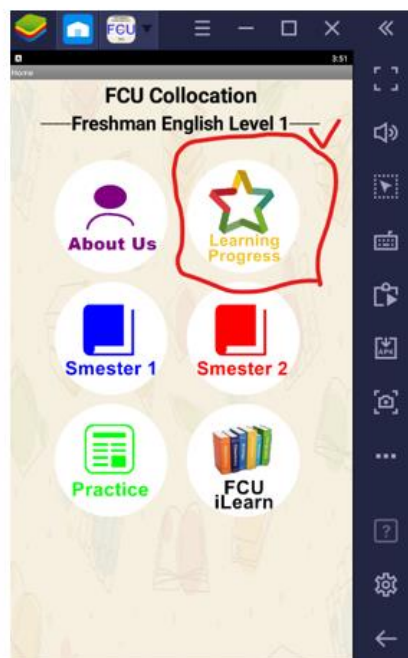 FCU
3:51
Home
FCU Collocation
Freshman English Level 1
About Us
Learning
Progress
Smester 1
Smester 2
Practice
FCU
iLearn
APK